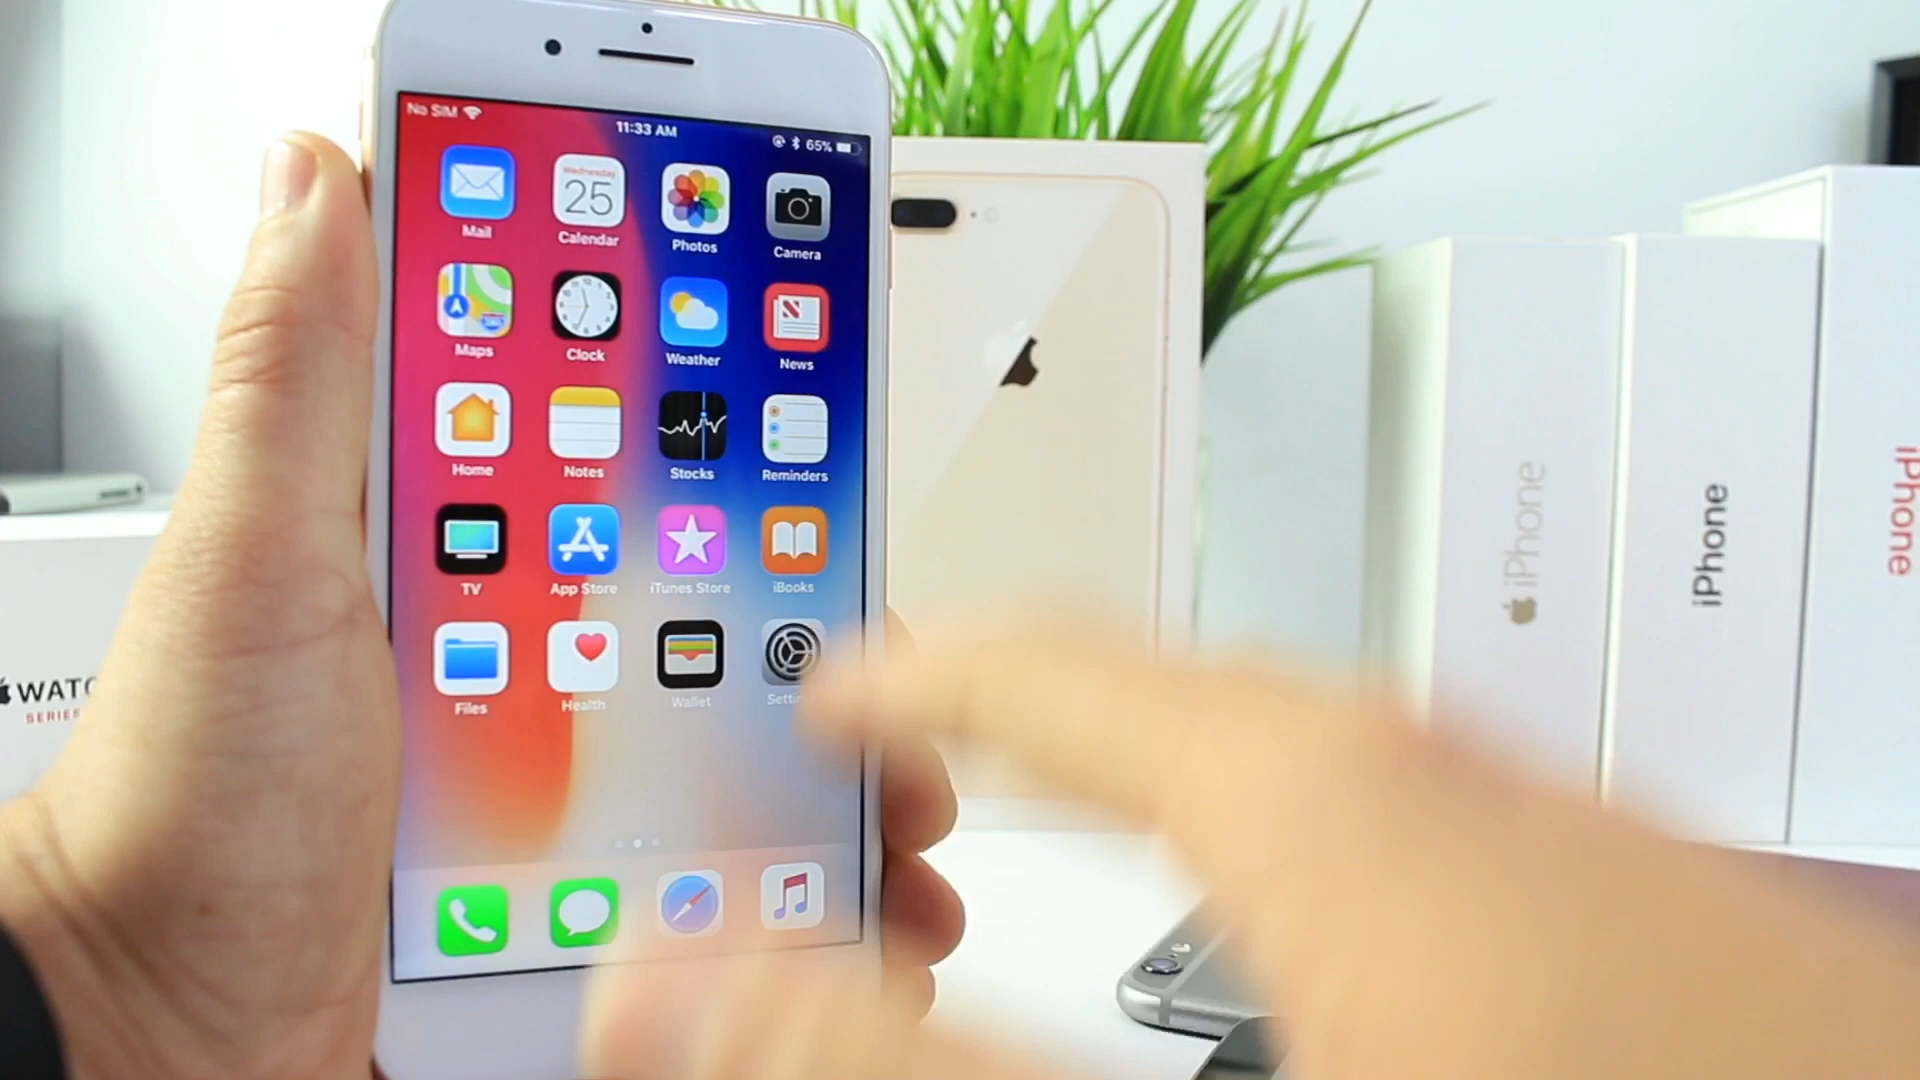 No SIM
11:33 AM
65%
Mail
Wednesday
25
Calendar
Photos
Camera
Maps
Clock
Weather
News
Home
Notes
Stocks
Reminders
TV
App Store
iTunes Store
iBooks
Files
Health
Wallet
WATC
SERIES
iPhone
iPhone
iPhone